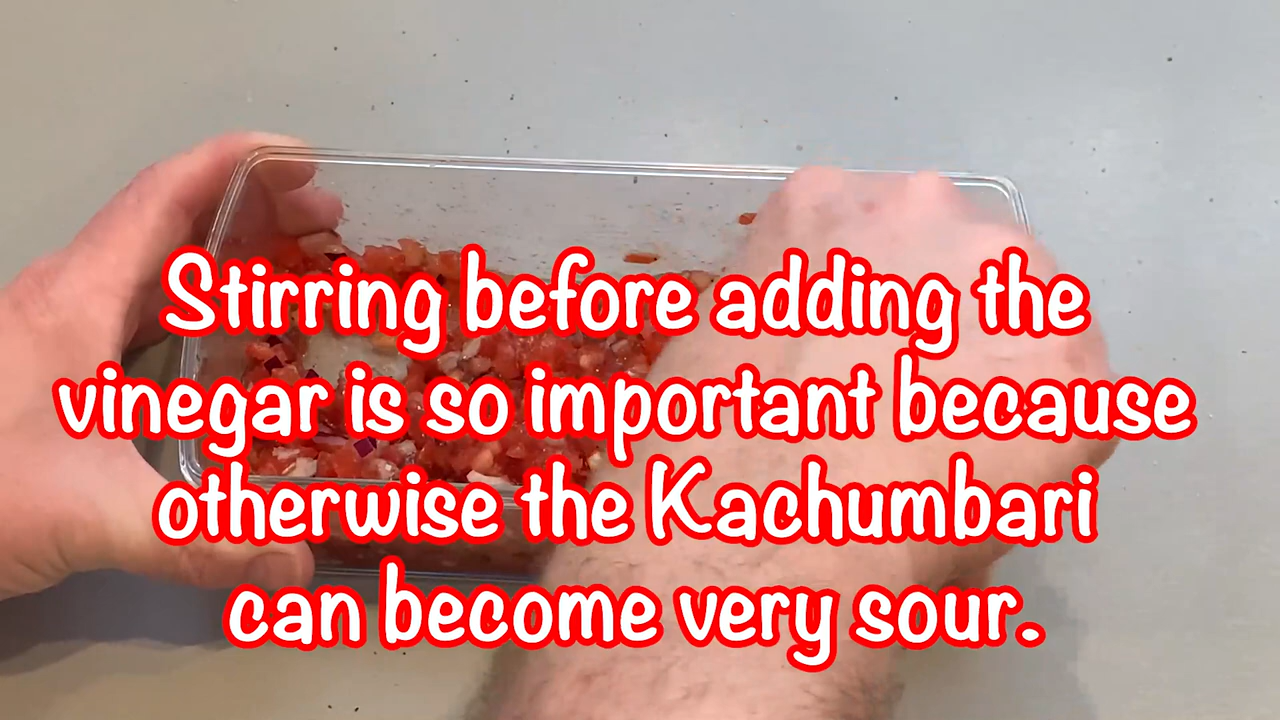 Stirring before adding the
vinegar is so important because
otherwise the Kachumbari
can become very sour.